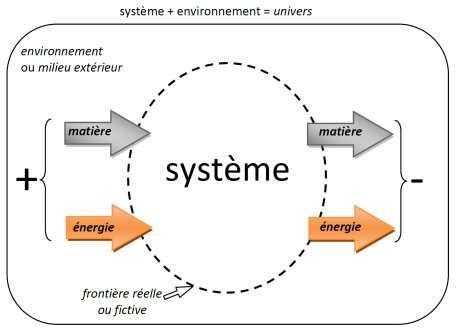 système + environnement = univers
environnement
ou milieu extérieur
matière
matière
+
système
-
énergie
énergie
frontière réelle
ou fictive